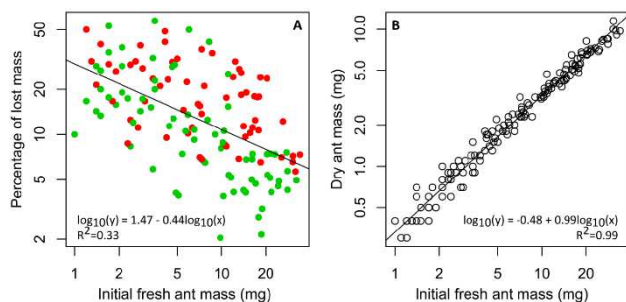 A
Percentage of lost mass
50
20
10
5
2
log10(y) = 1.47 - 0.44log10(x)
R²=0.33
1 2 5 10 20
Initial fresh ant mass (mg)
B
Dry ant mass (mg)
10.0
5.0
2.0
1.0
0.5
log10(y) = -0.48 + 0.99log10(x)
R²=0.99
1 2 5 10 20
Initial fresh ant mass (mg)